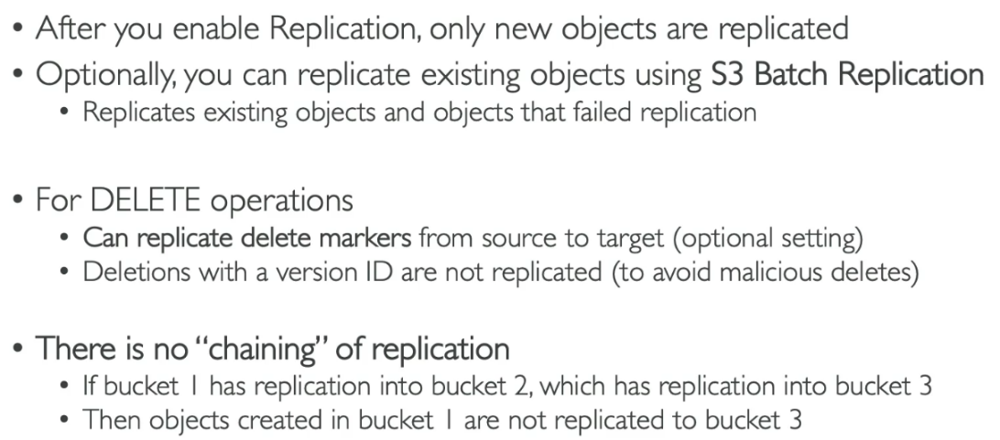 • After you enable Replication, only new objects are replicated
• Optionally, you can replicate existing objects using S3 Batch Replication
• Replicates existing objects and objects that failed replication
• For DELETE operations
• Can replicate delete markers from source to target (optional setting)
• Deletions with a version ID are not replicated (to avoid malicious deletes)
• There is no “chaining” of replication
• If bucket 1 has replication into bucket 2, which has replication into bucket 3
• Then objects created in bucket 1 are not replicated to bucket 3